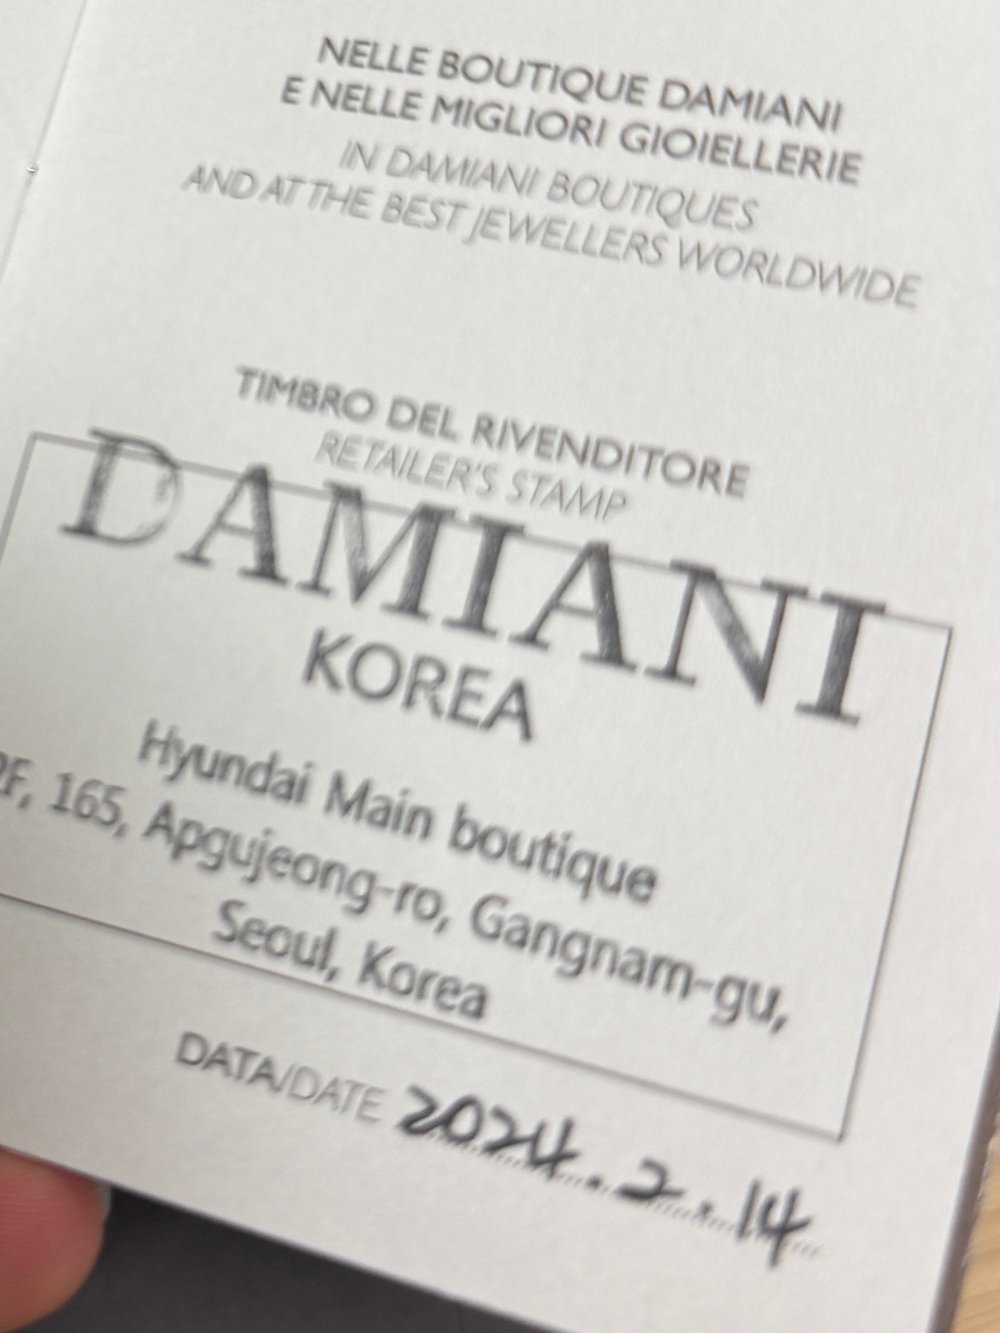 NELLE BOUTIQUE DAMIANI
E NELLE MIGLIORI GIOIELLERIE
IN DAMIANI BOUTIQUES
AND AT THE BEST JEWELLERS WORLDWIDE
TIMBRO DEL RIVENDITORE
RETAILER'S STAMP
DAMIANI
KOREA
Hyundai Main boutique
165, Apgujeong-ro, Gangnam-gu,
Seoul, Korea
DATA/DATE 2024.2.14